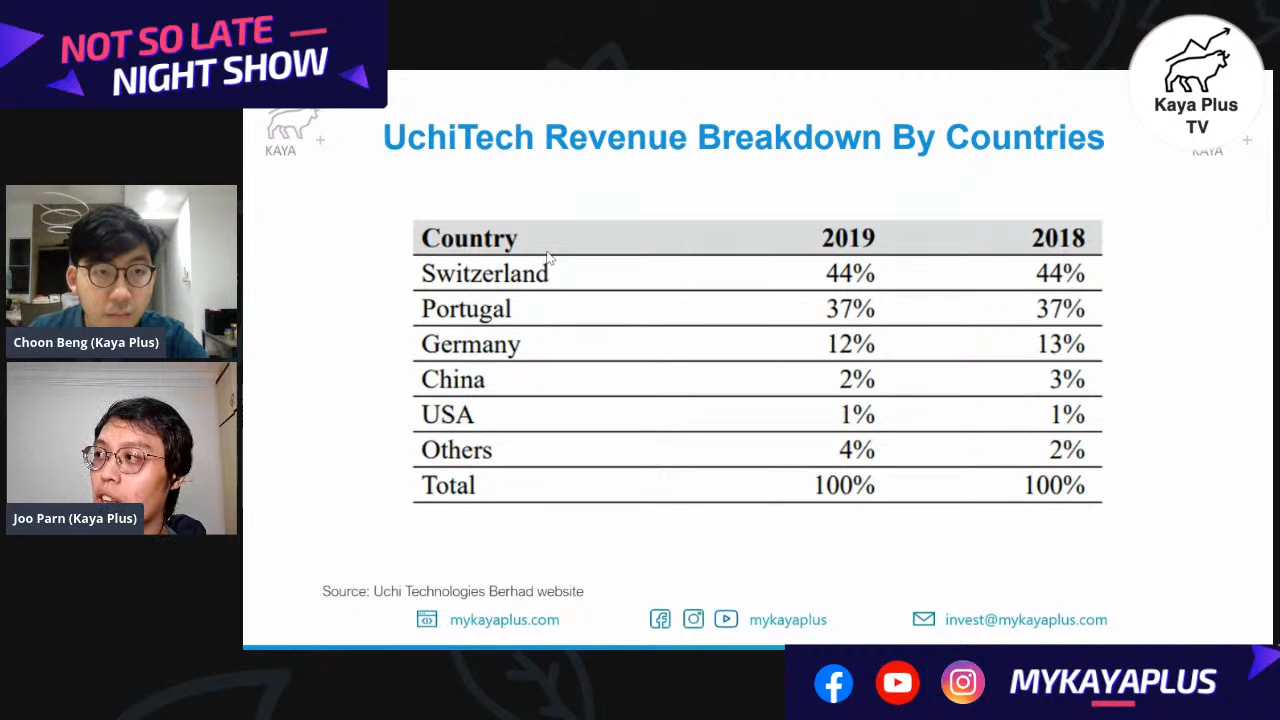 NOT SO LATE
NIGHT SHOW
Kaya Plus
TV
KAYA
KAYA
UchiTech Revenue Breakdown By Countries
Country 2019 2018
Switzerland 44% 44%
Portugal 37% 37%
Germany 12% 13%
China 2% 3%
USA 1% 1%
Others 4% 2%
Total 100% 100%
Choon Beng (Kaya Plus)
Joo Parn (Kaya Plus)
Source: Uchi Technologies Berhad website
mykayaplus.com mykayaplus invest@mykayaplus.com
MYKAYAPLUS